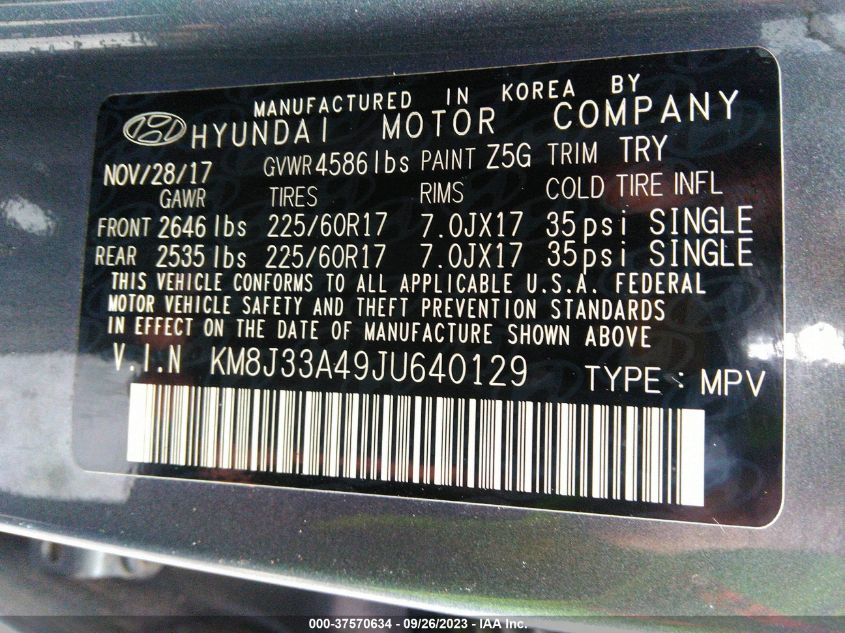 MANUFACTURED IN KOREA BY
HYUNDAI MOTOR COMPANY
NOV/28/17 GVWR 4586 lbs PAINT Z5G TRIM TRY
GAWR TIRES RIMS COLD TIRE INFL
FRONT 2646 lbs 225/60R17 7.0JX17 35psi SINGLE
REAR 2535 lbs 225/60R17 7.0JX17 35psi SINGLE
THIS VEHICLE CONFORMS TO ALL APPLICABLE U.S.A. FEDERAL
MOTOR VEHICLE SAFETY AND THEFT PREVENTION STANDARDS
IN EFFECT ON THE DATE OF MANUFACTURE SHOWN ABOVE
V.I.N KM8J33A49JU640129 TYPE : MPV
000-37570634 - 09/26/2023 - IAA Inc.